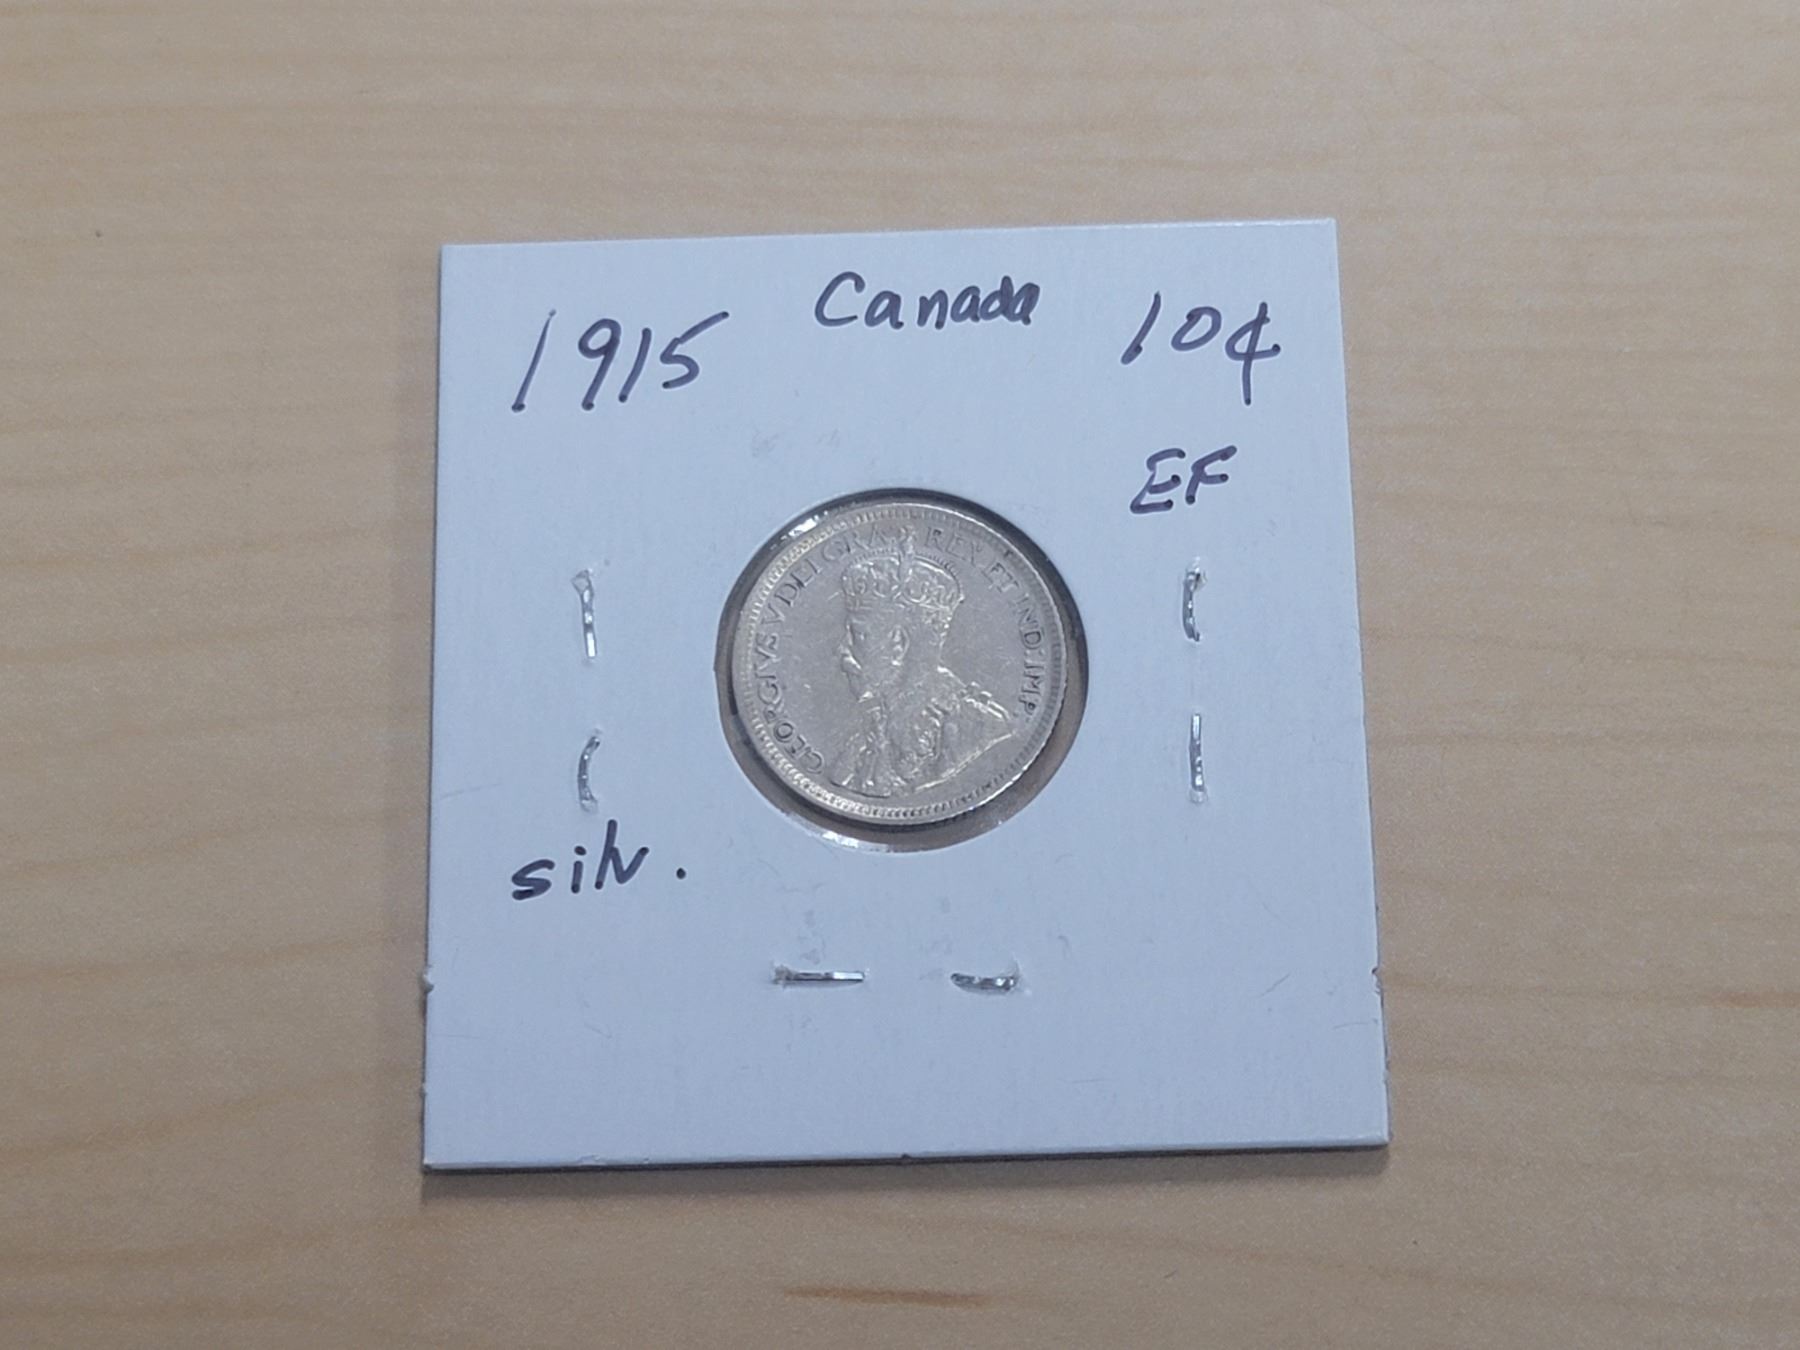 Canada
1915 10¢
EF
GEORGIVS V DEI GRA: REX ET IND: IMP:
silv.